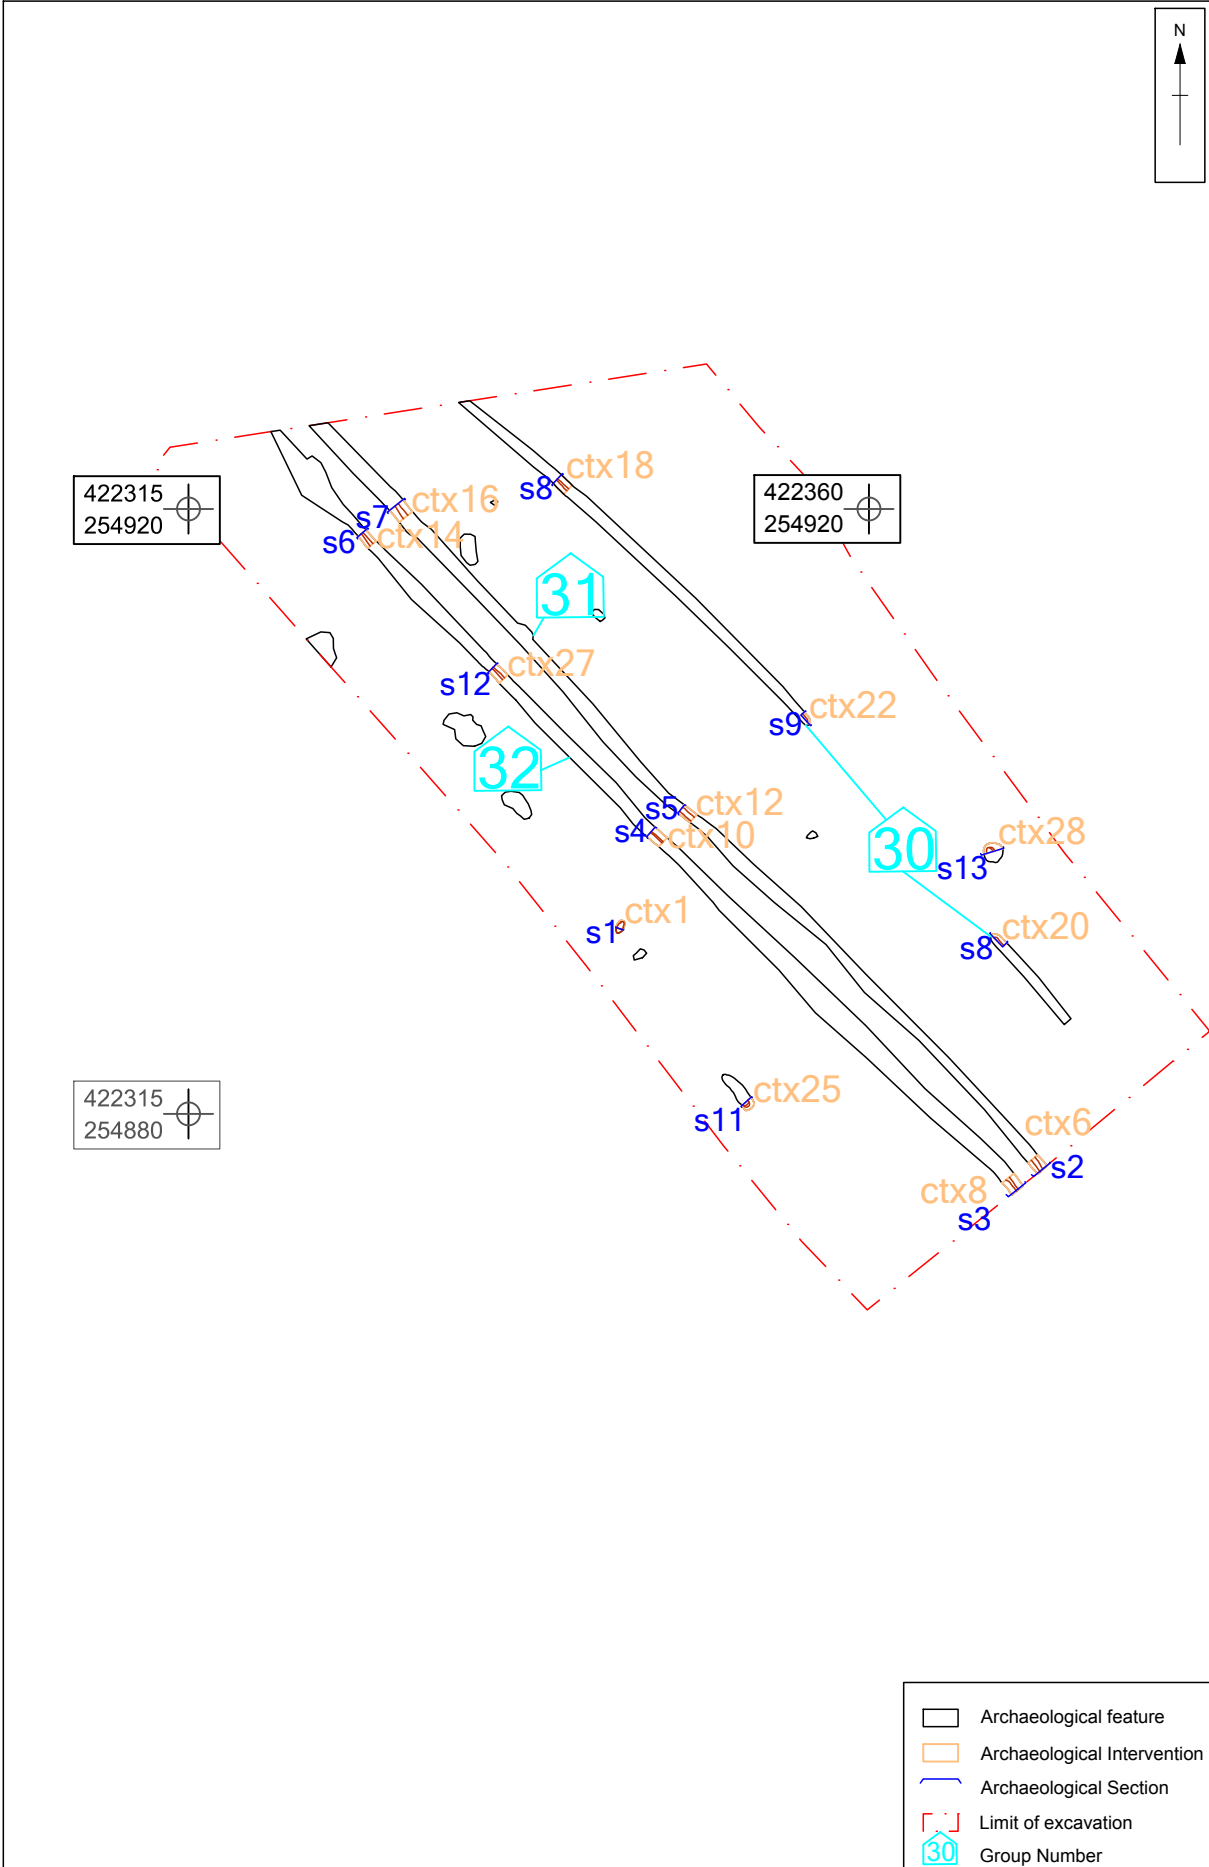 N
ctx18
s8
422315
254920
422360
254920
ctx16
s7
ctx14
s6
31
ctx27
s12
ctx22
s9
32
ctx12
s5
ctx10
s4
30
ctx28
s13
ctx1
s1
ctx20
s8
422315
254880
ctx25
s11
ctx6
s2
ctx8
s3
Archaeological feature
Archaeological Intervention
Archaeological Section
Limit of excavation
30 Group Number